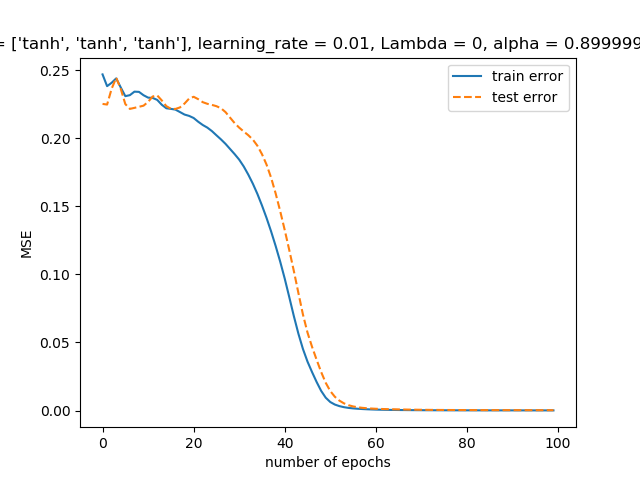 = ['tanh', 'tanh', 'tanh'], learning_rate = 0.01, Lambda = 0, alpha = 0.899999
train error
test error
0.25
0.20
0.15
0.10
0.05
0.00
MSE
0 20 40 60 80 100
number of epochs